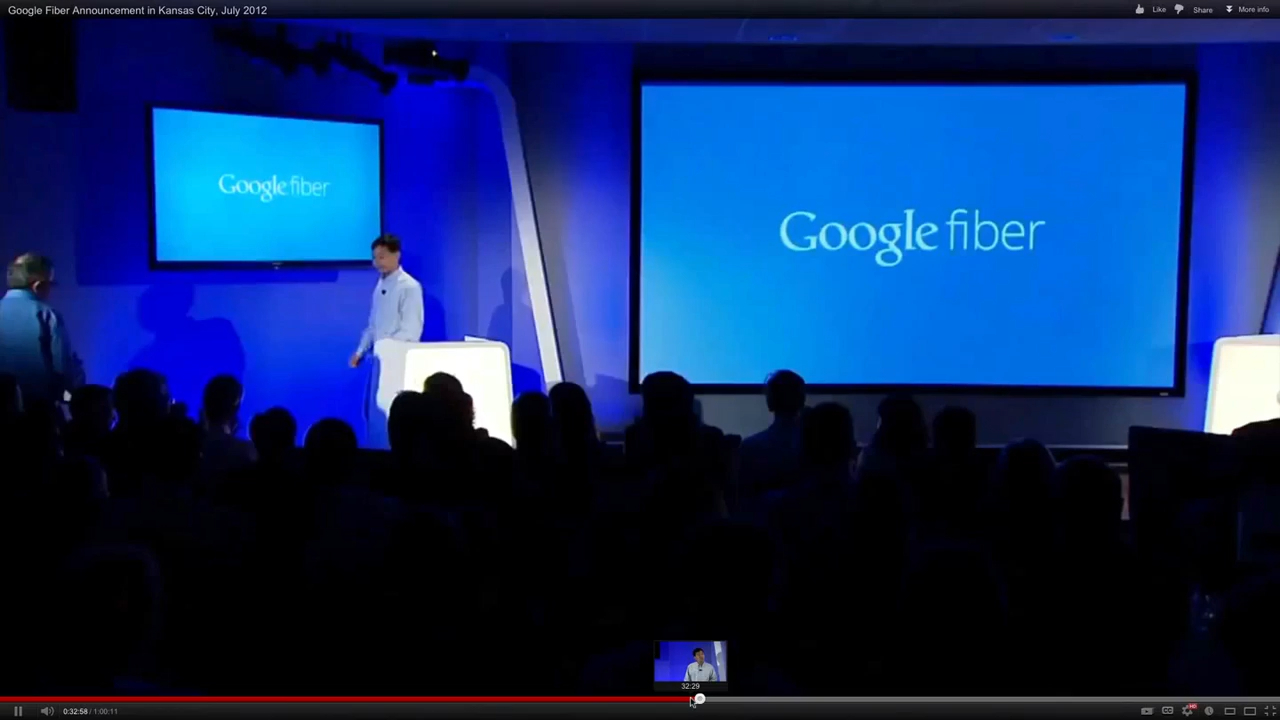 Google Fiber Announcement in Kansas City, July 2012
Like
Share
More info
Google fiber
Google fiber
32:29
0:32:58 / 1:00:11
HD